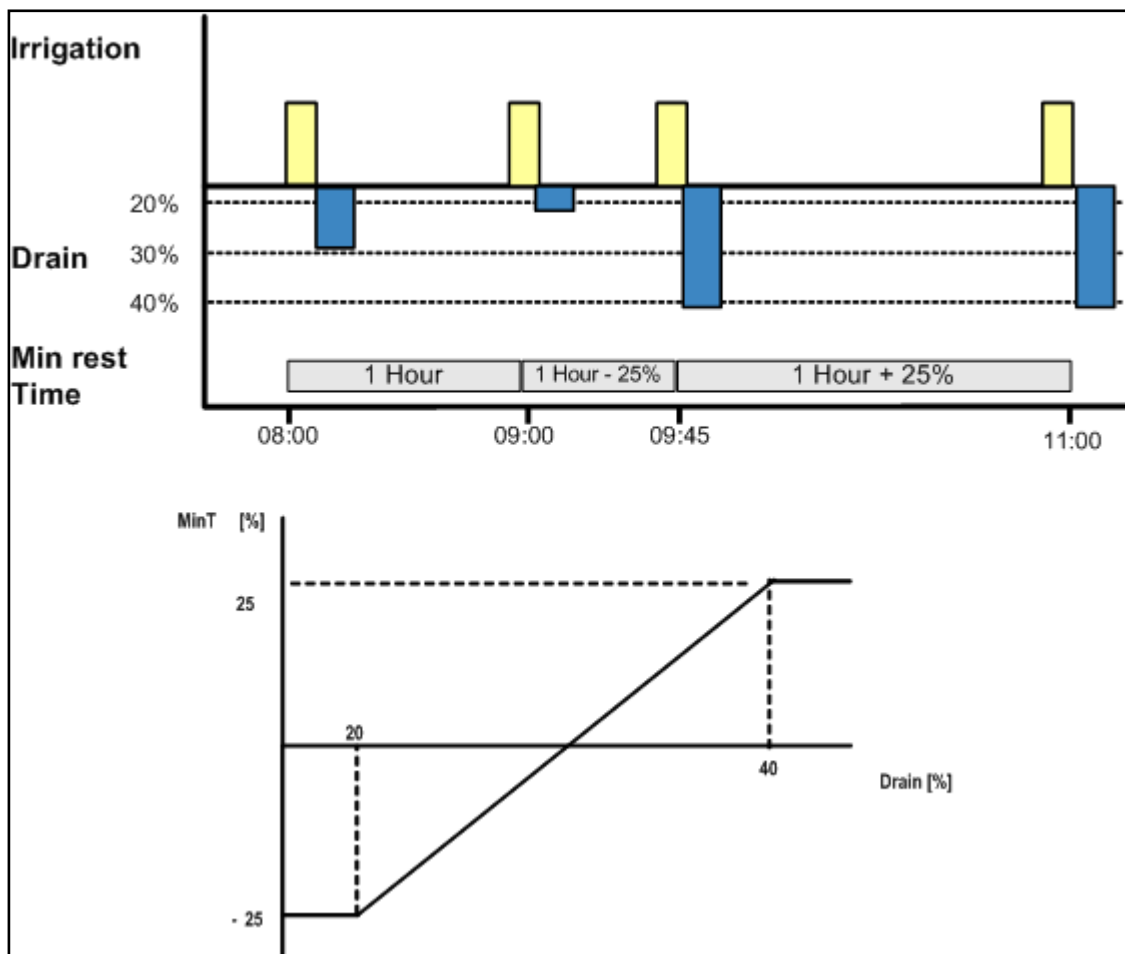 Irrigation
20%
Drain
30%
40%
Min rest
Time
1 Hour
1 Hour - 25%
1 Hour + 25%
08:00
09:00
09:45
11:00
MinT [%]
25
20
40
Drain [%]
- 25